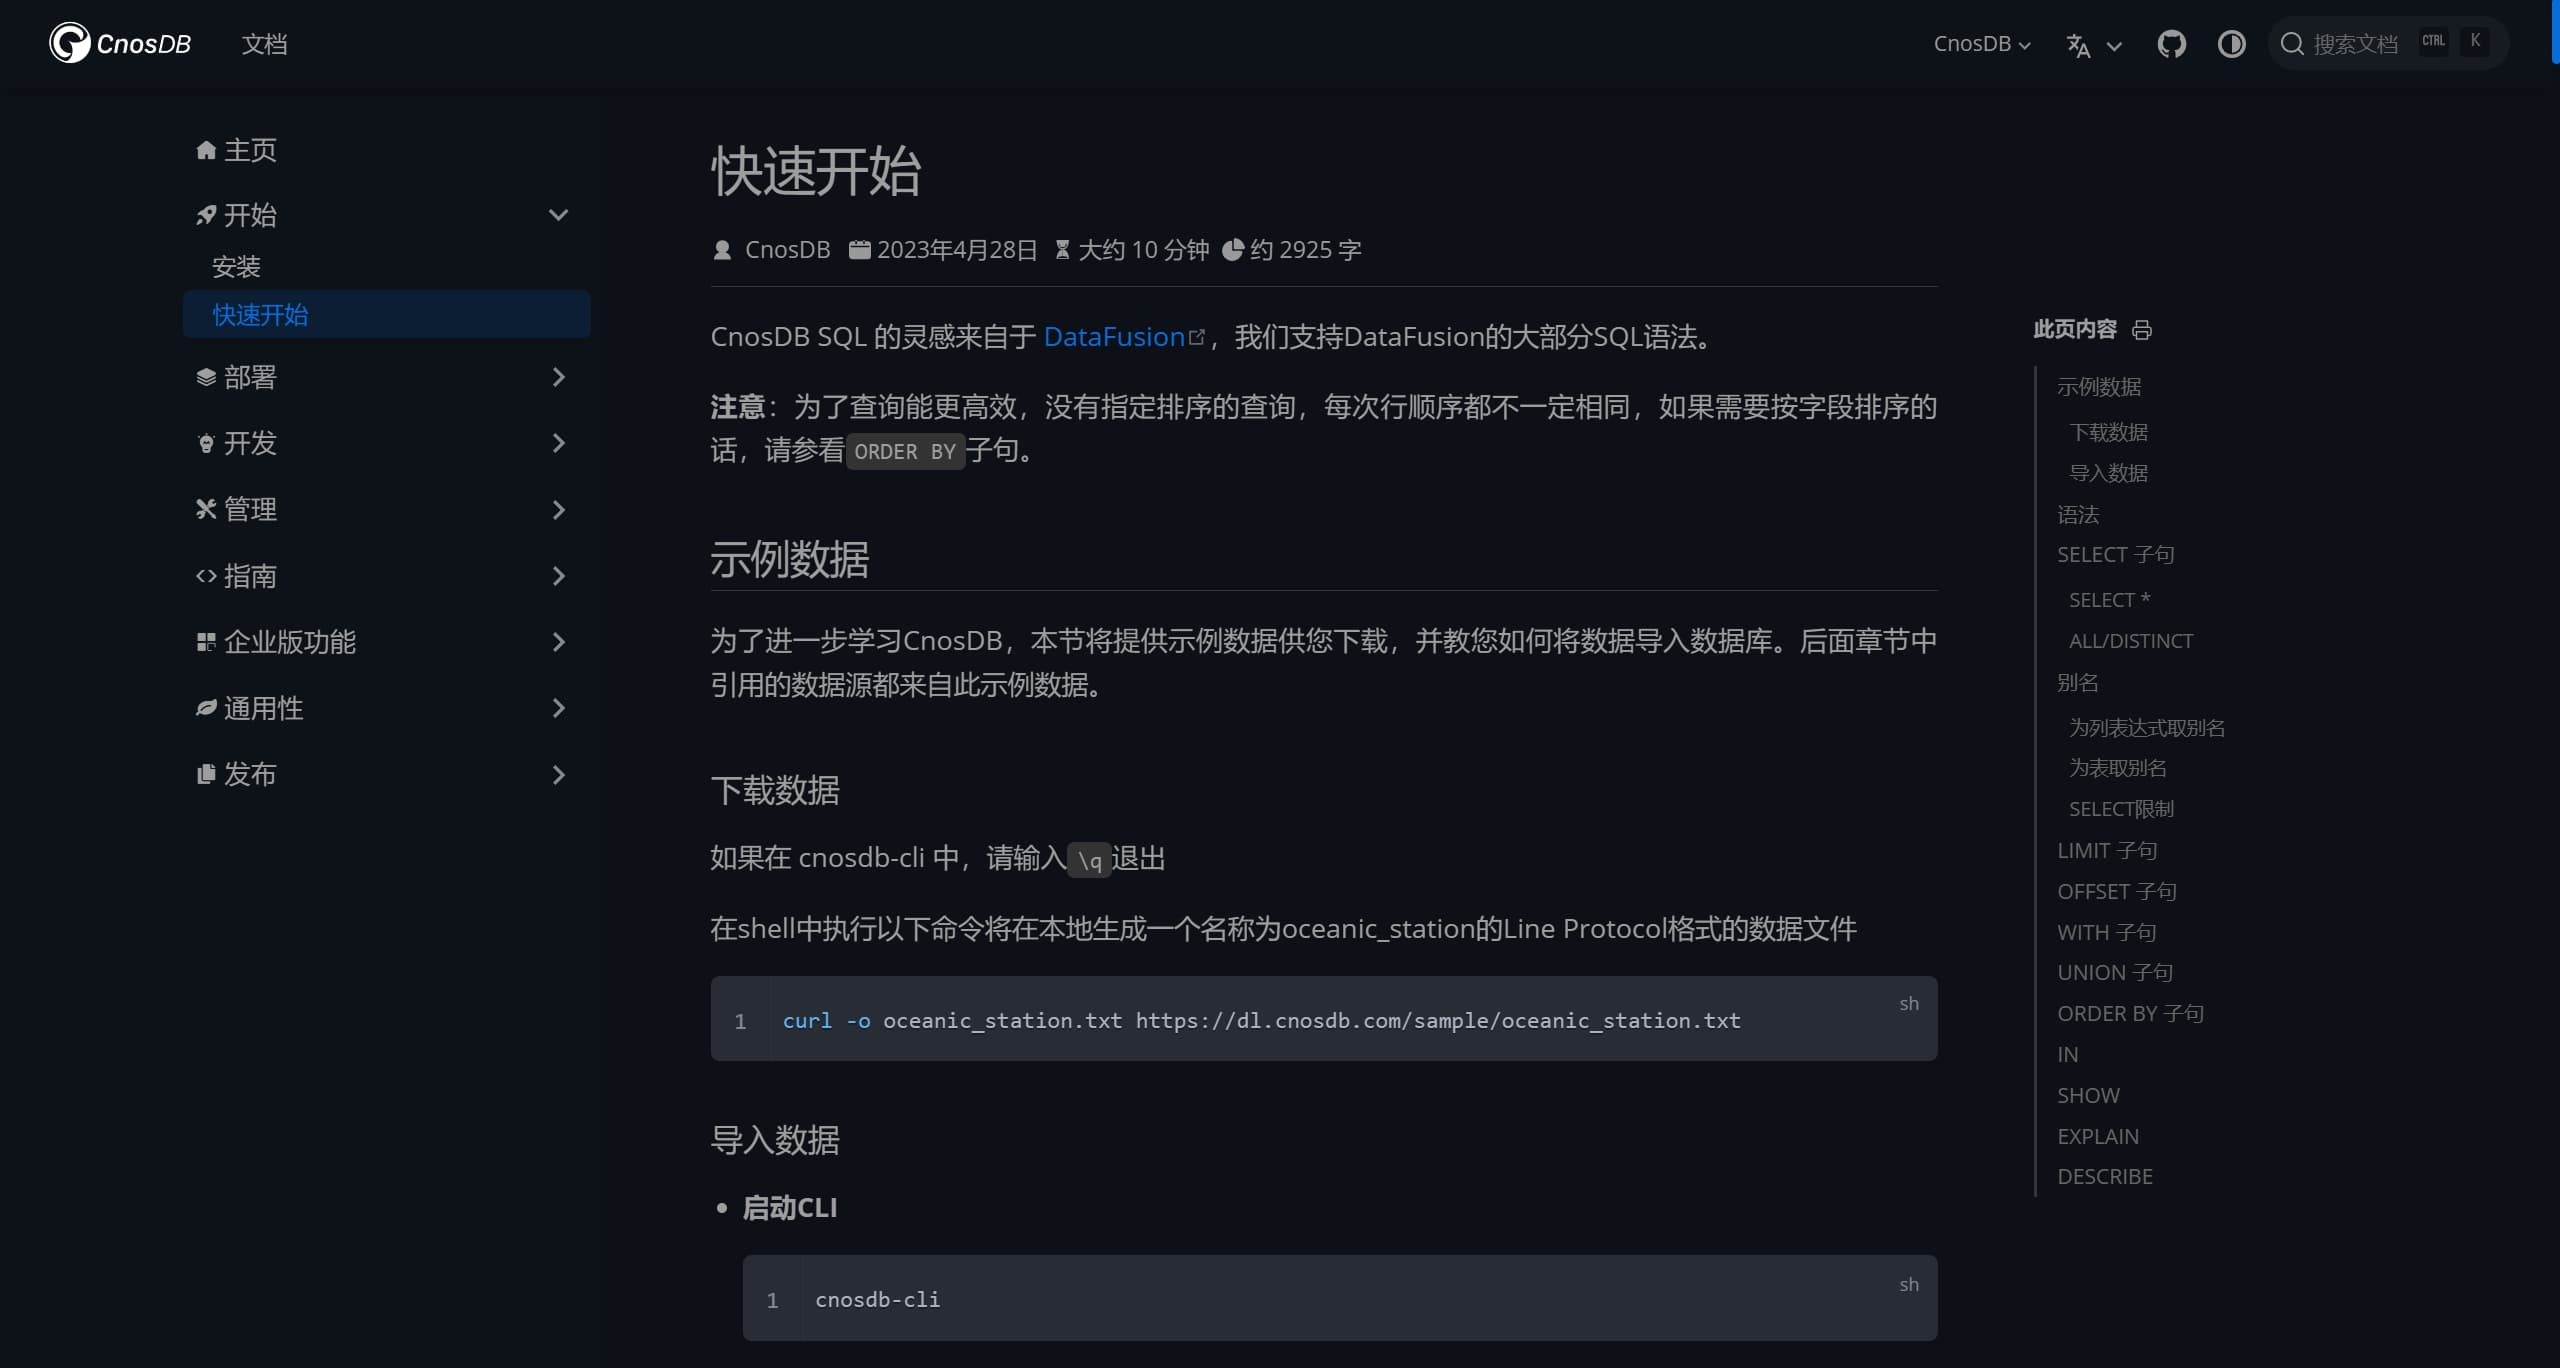 CnosDB 文档 CnosDB 搜索文档 CTRL K
主页
开始
安装
快速开始
部署
开发
管理
指南
企业版功能
通用性
发布
快速开始
CnosDB 2023年4月28日 大约 10 分钟 约 2925 字
CnosDB SQL 的灵感来自于 DataFusion，我们支持DataFusion的大部分SQL语法。
注意：为了查询能更高效，没有指定排序的查询，每次行顺序都不一定相同，如果需要按字段排序的
话，请参看ORDER BY子句。
示例数据
为了进一步学习CnosDB，本节将提供示例数据供您下载，并教您如何将数据导入数据库。后面章节中
引用的数据源都来自此示例数据。
下载数据
如果在 cnosdb-cli 中，请输入\q退出
在shell中执行以下命令将在本地生成一个名称为oceanic_station的Line Protocol格式的数据文件
sh
1 curl -o oceanic_station.txt https://dl.cnosdb.com/sample/oceanic_station.txt
导入数据
• 启动CLI
sh
1 cnosdb-cli
此页内容
示例数据
下载数据
导入数据
语法
SELECT 子句
SELECT *
ALL/DISTINCT
别名
为列表达式取别名
为表取别名
SELECT限制
LIMIT 子句
OFFSET 子句
WITH 子句
UNION 子句
ORDER BY 子句
IN
SHOW
EXPLAIN
DESCRIBE